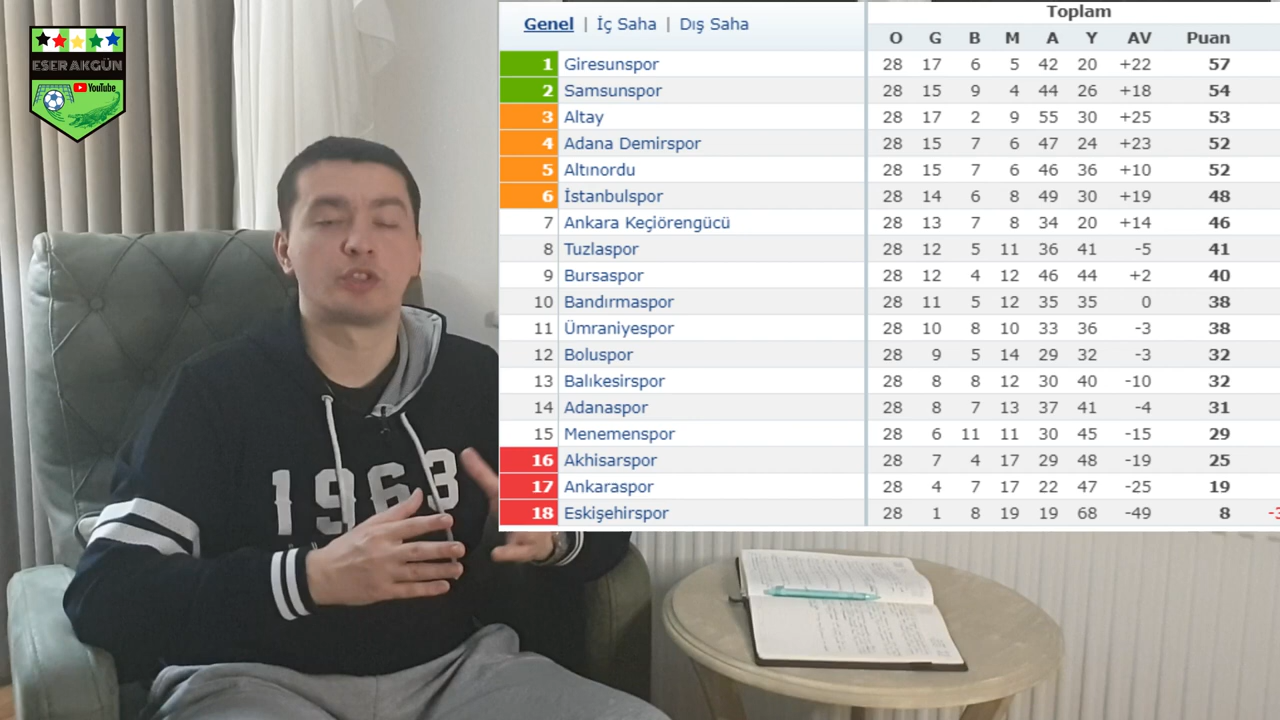 ESER AKGÜN
YouTube
1963
Genel | İç Saha | Dış Saha
Toplam
O G B M A Y AV Puan
1 Giresunspor 28 17 6 5 42 20 +22 57
2 Samsunspor 28 15 9 4 44 26 +18 54
3 Altay 28 17 2 9 55 30 +25 53
4 Adana Demirspor 28 15 7 6 47 24 +23 52
5 Altınordu 28 15 7 6 46 36 +10 52
6 İstanbulspor 28 14 6 8 49 30 +19 48
7 Ankara Keçiörengücü 28 13 7 8 34 20 +14 46
8 Tuzlaspor 28 12 5 11 36 41 -5 41
9 Bursaspor 28 12 4 12 46 44 +2 40
10 Bandırmaspor 28 11 5 12 35 35 0 38
11 Ümraniyespor 28 10 8 10 33 36 -3 38
12 Boluspor 28 9 5 14 29 32 -3 32
13 Balıkesirspor 28 8 8 12 30 40 -10 32
14 Adanaspor 28 8 7 13 37 41 -4 31
15 Menemenspor 28 6 11 11 30 45 -15 29
16 Akhisarspor 28 7 4 17 29 48 -19 25
17 Ankaraspor 28 4 7 17 22 47 -25 19
18 Eskişehirspor 28 1 8 19 19 68 -49 8